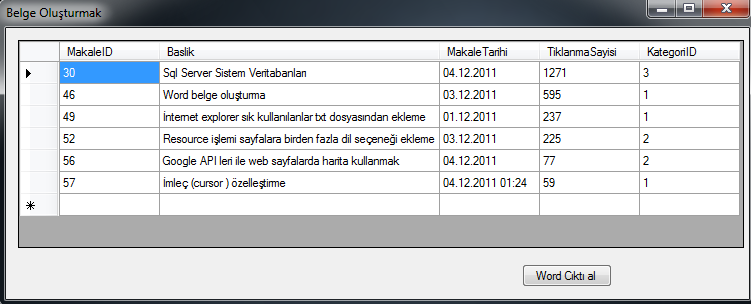 Belge Oluşturmak
MakaleID Baslik MakaleTarihi TiklanmaSayisi KategoriID
30 Sql Server Sistem Veritabanları 04.12.2011 1271 3
46 Word belge oluşturma 03.12.2011 595 1
49 İnternet explorer sık kullanılanlar txt dosyasından ekleme 01.12.2011 237 1
52 Resource işlemi sayfalara birden fazla dil seçeneği ekleme 03.12.2011 225 2
56 Google API leri ile web sayfalarda harita kullanmak 04.12.2011 77 2
57 İmleç (cursor ) özelleştirme 04.12.2011 01:24 59 1
Word Cıktı al